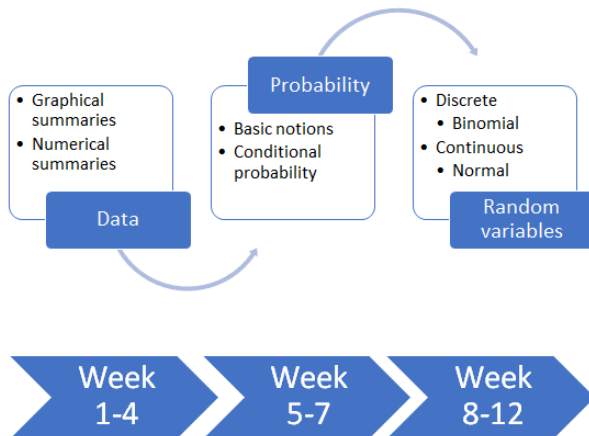 • Graphical
summaries
• Numerical
summaries
Data
Probability
• Basic notions
• Conditional
probability
• Discrete
• Binomial
• Continuous
• Normal
Random
variables
Week
1-4
Week
5-7
Week
8-12